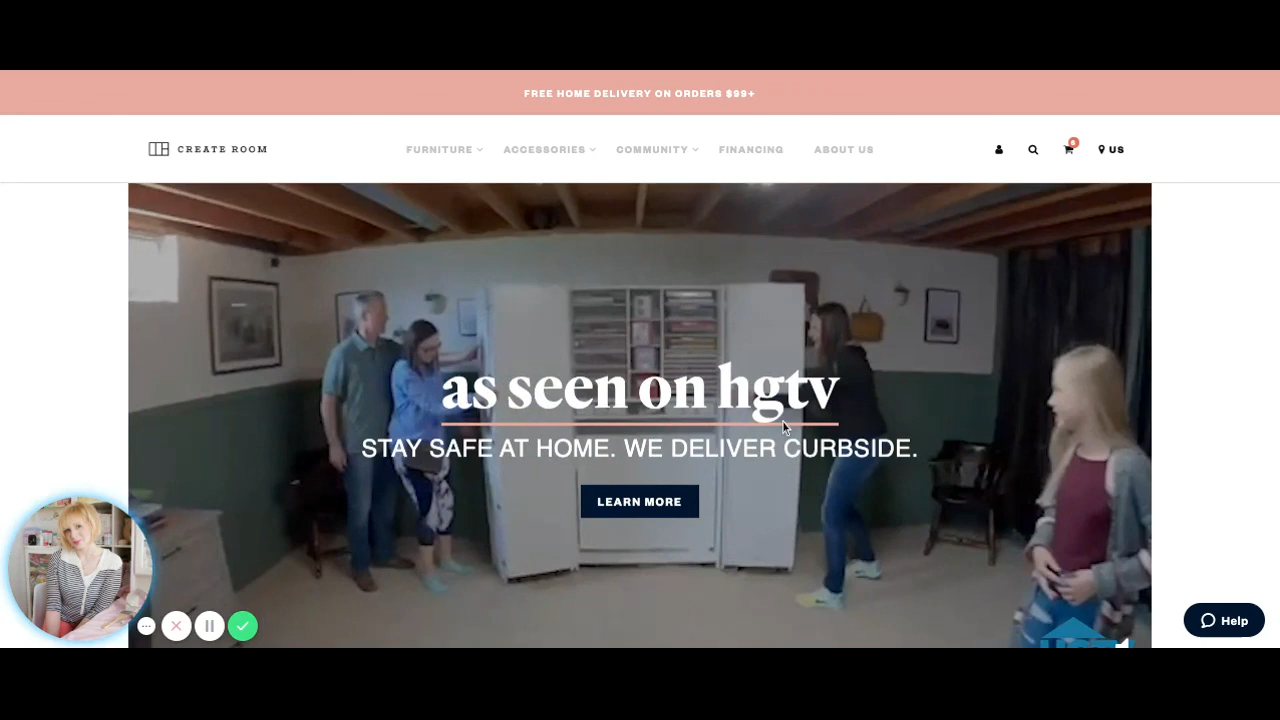 FREE HOME DELIVERY ON ORDERS $99+
CREATE ROOM
FURNITURE
ACCESSORIES
COMMUNITY
FINANCING
ABOUT US
6
US
as seen on hgtv
STAY SAFE AT HOME. WE DELIVER CURBSIDE.
LEARN MORE
Help